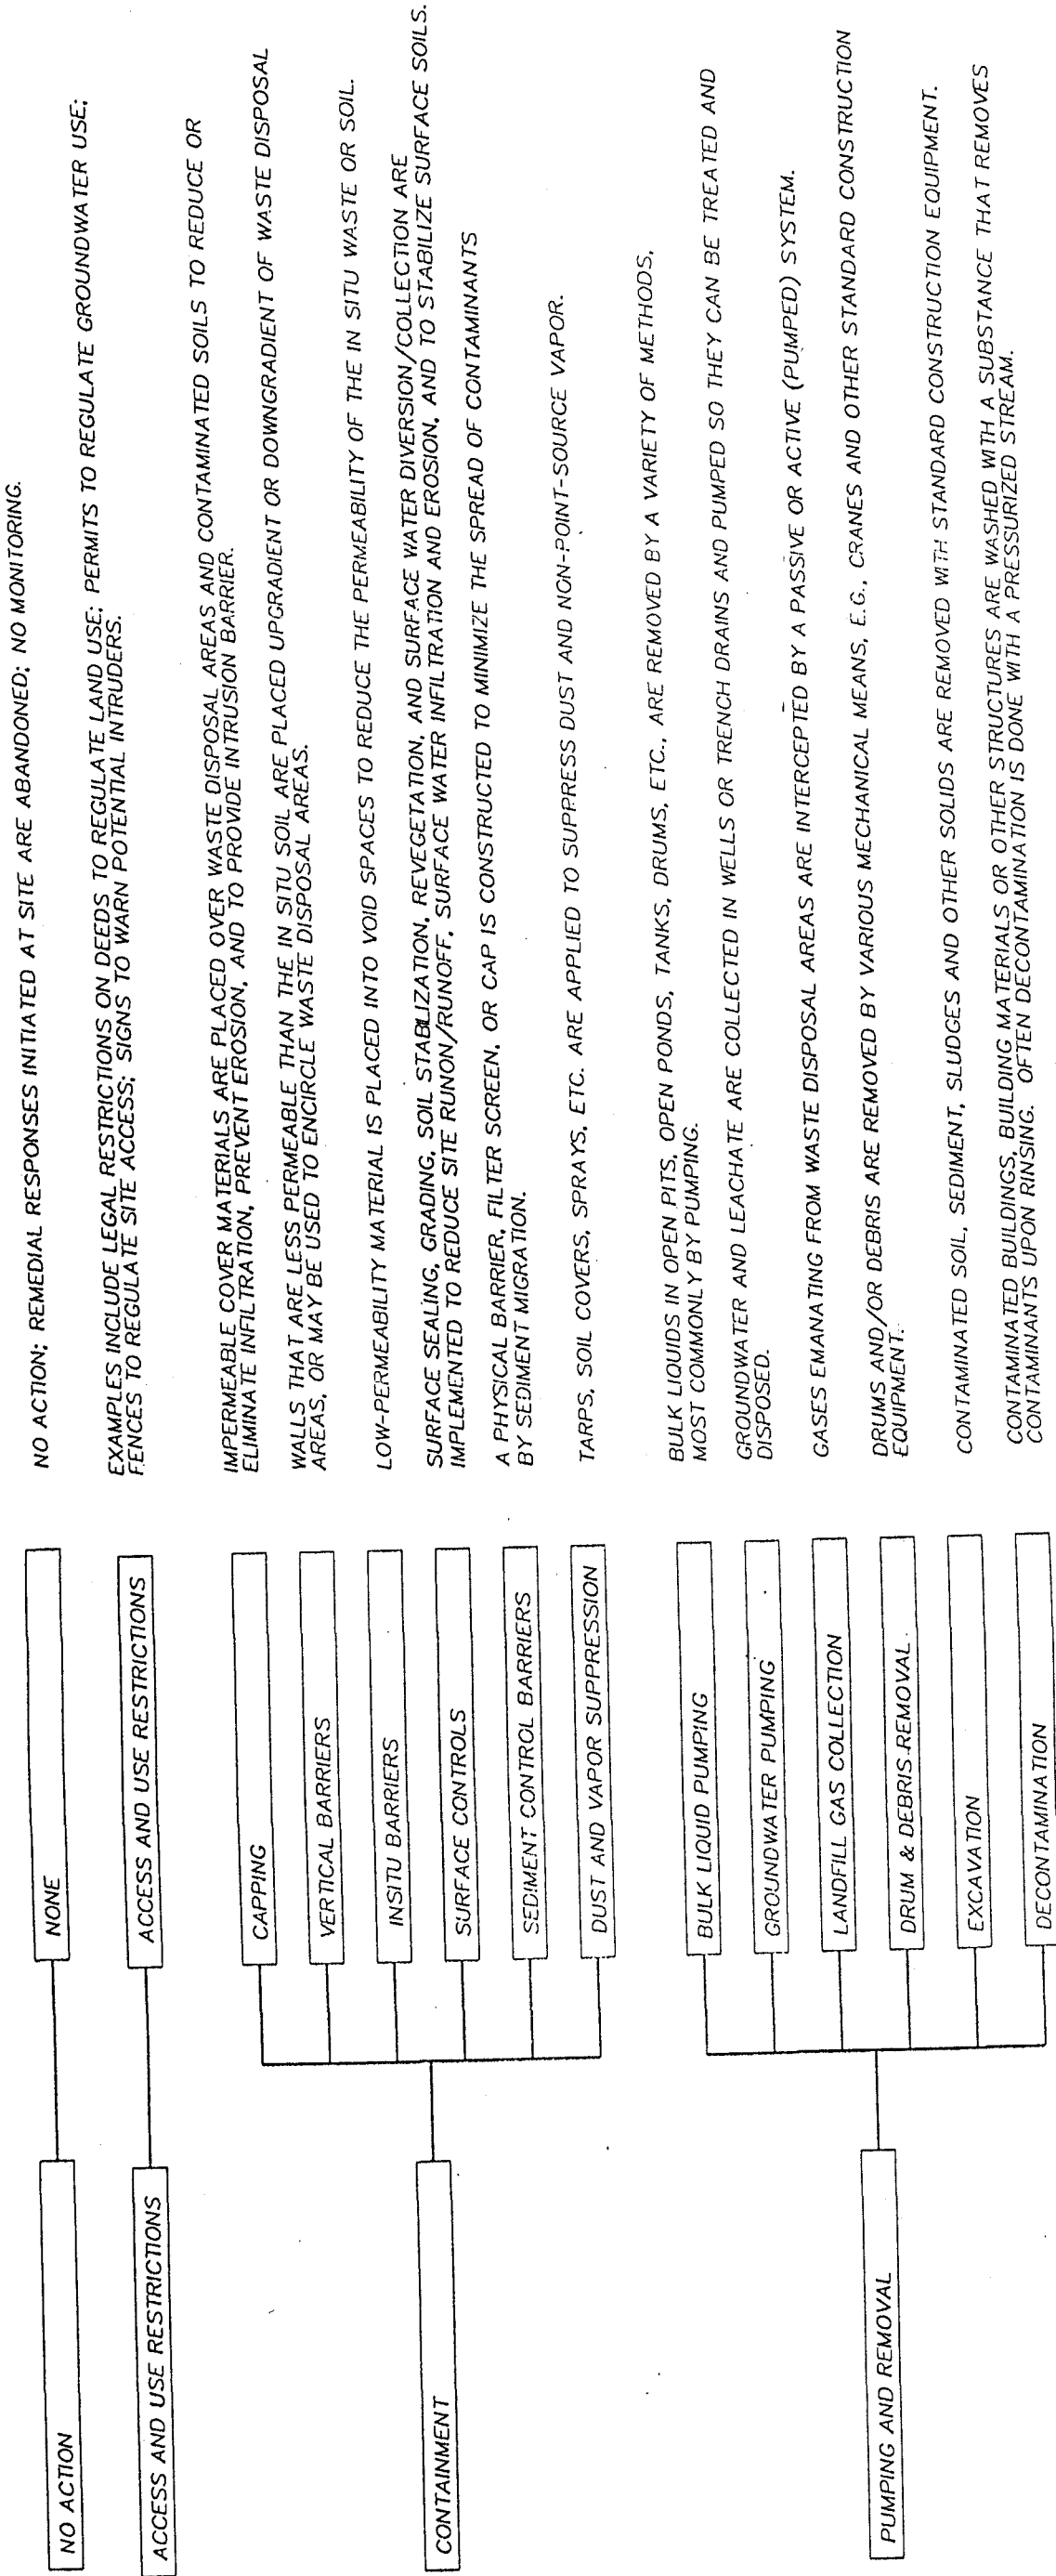 NO ACTION
NONE
NO ACTION; REMEDIAL RESPONSES INITIATED AT SITE ARE ABANDONED; NO MONITORING.
ACCESS AND USE RESTRICTIONS
ACCESS AND USE RESTRICTIONS
EXAMPLES INCLUDE LEGAL RESTRICTIONS ON DEEDS TO REGULATE LAND USE; PERMITS TO REGULATE GROUNDWATER USE;
FENCES TO REGULATE SITE ACCESS; SIGNS TO WARN POTENTIAL INTRUDERS.
CONTAINMENT
CAPPING
IMPERMEABLE COVER MATERIALS ARE PLACED OVER WASTE DISPOSAL AREAS AND CONTAMINATED SOILS TO REDUCE OR
ELIMINATE INFILTRATION, PREVENT EROSION, AND TO PROVIDE INTRUSION BARRIER.
VERTICAL BARRIERS
WALLS THAT ARE LESS PERMEABLE THAN THE IN SITU SOIL ARE PLACED UPGRADIENT OR DOWNGRADIENT OF WASTE DISPOSAL
AREAS, OR MAY BE USED TO ENCIRCLE WASTE DISPOSAL AREAS.
INSITU BARRIERS
LOW-PERMEABILITY MATERIAL IS PLACED INTO VOID SPACES TO REDUCE THE PERMEABILITY OF THE IN SITU WASTE OR SOIL.
SURFACE CONTROLS
SURFACE SEALING, GRADING, SOIL STABLIZATION, REVEGETATION, AND SURFACE WATER DIVERSION/COLLECTION ARE
IMPLEMENTED TO REDUCE SITE RUNON/RUNOFF, SURFACE WATER INFILTRATION AND EROSION, AND TO STABILIZE SURFACE SOILS.
SEDIMENT CONTROL BARRIERS
A PHYSICAL BARRIER, FILTER SCREEN, OR CAP IS CONSTRUCTED TO MINIMIZE THE SPREAD OF CONTAMINANTS
BY SEDIMENT MIGRATION.
DUST AND VAPOR SUPPRESSION
TARPS, SOIL COVERS, SPRAYS, ETC. ARE APPLIED TO SUPPRESS DUST AND NON-POINT-SOURCE VAPOR.
PUMPING AND REMOVAL
BULK LIQUID PUMPING
BULK LIQUIDS IN OPEN PITS, OPEN PONDS, TANKS, DRUMS, ETC., ARE REMOVED BY A VARIETY OF METHODS,
MOST COMMONLY BY PUMPING.
GROUNDWATER PUMPING
GROUNDWATER AND LEACHATE ARE COLLECTED IN WELLS OR TRENCH DRAINS AND PUMPED SO THEY CAN BE TREATED AND
DISPOSED.
LANDFILL GAS COLLECTION
GASES EMANATING FROM WASTE DISPOSAL AREAS ARE INTERCEPTED BY A PASSIVE OR ACTIVE (PUMPED) SYSTEM.
DRUM & DEBRIS REMOVAL
DRUMS AND/OR DEBRIS ARE REMOVED BY VARIOUS MECHANICAL MEANS, E.G., CRANES AND OTHER STANDARD CONSTRUCTION
EQUIPMENT.
EXCAVATION
CONTAMINATED SOIL, SEDIMENT, SLUDGES AND OTHER SOLIDS ARE REMOVED WITH STANDARD CONSTRUCTION EQUIPMENT.
DECONTAMINATION
CONTAMINATED BUILDINGS, BUILDING MATERIALS OR OTHER STRUCTURES ARE WASHED WITH A SUBSTANCE THAT REMOVES
CONTAMINANTS UPON RINSING. OFTEN DECONTAMINATION IS DONE WITH A PRESSURIZED STREAM.